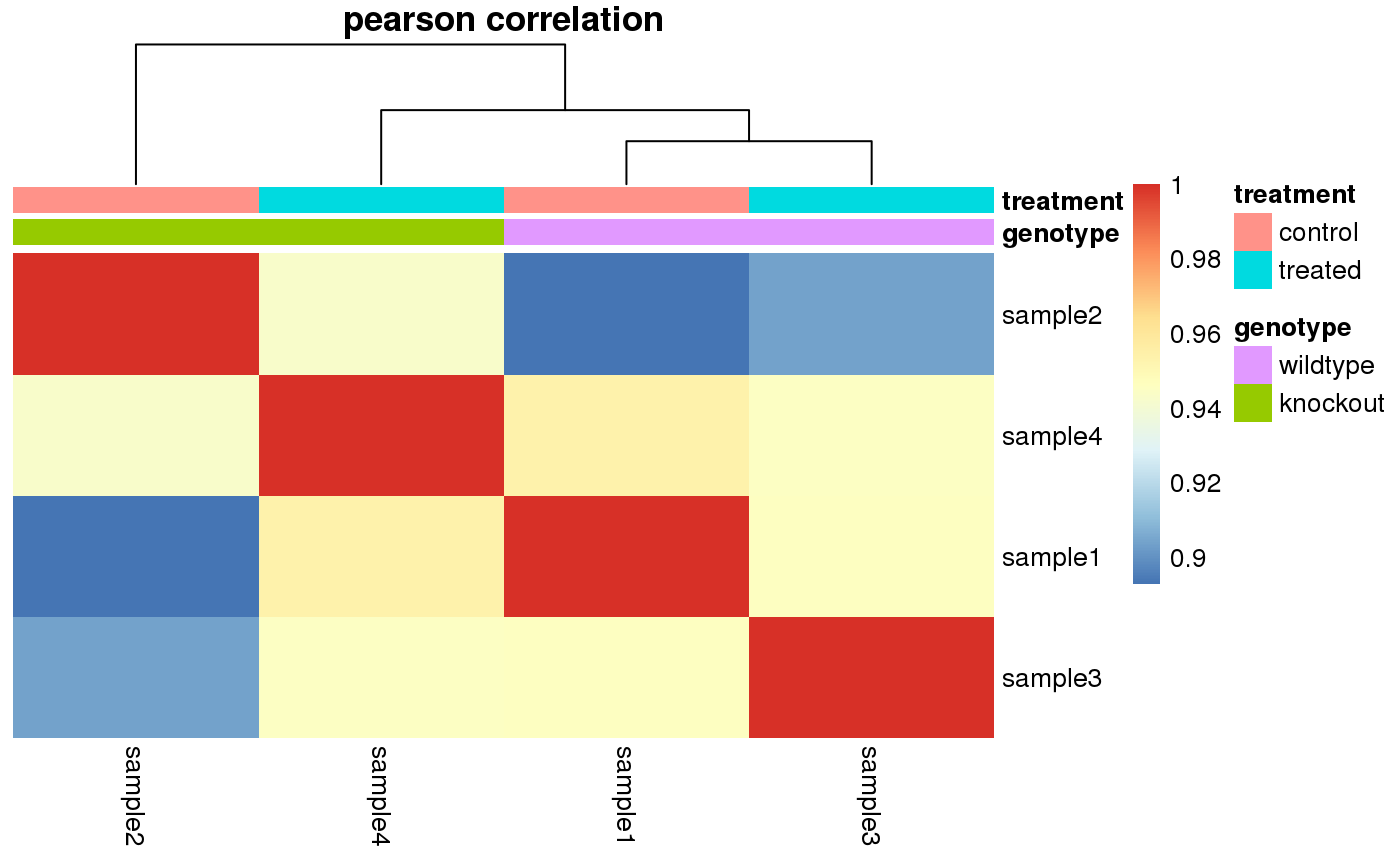 pearson correlation
treatment
genotype
sample2
sample4
sample1
sample3
sample2
sample4
sample1
sample3
1
0.98
0.96
0.94
0.92
0.9
treatment
control
treated
genotype
wildtype
knockout